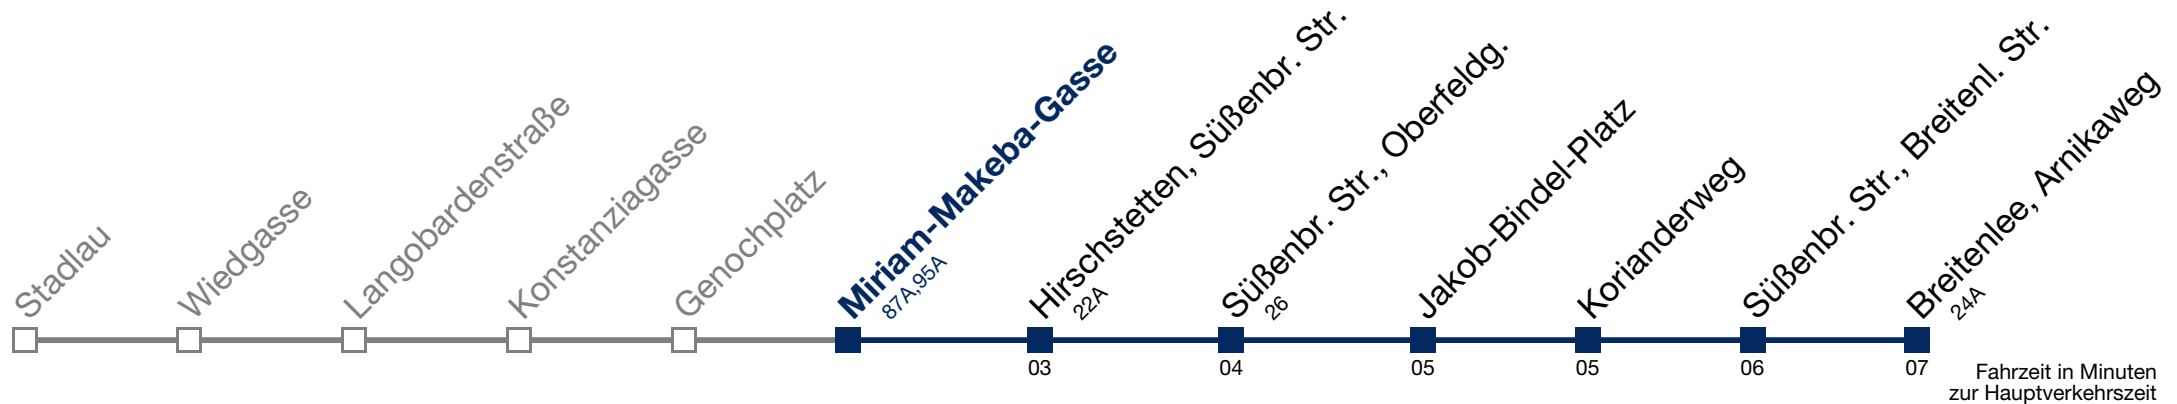 Stadlau
Wiedgasse
Langobardenstraße
Konstanziagasse
Genochplatz
Miriam-Makeba-Gasse
87A,95A
Hirschstetten, Süßenbr. Str.
22A
Süßenbr. Str., Oberfeldg.
26
Jakob-Bindel-Platz
Korianderweg
Süßenbr. Str., Breitenl. Str.
Breitenlee, Arnikaweg
24A
03
04
05
05
06
07
Fahrzeit in Minuten
zur Hauptverkehrszeit